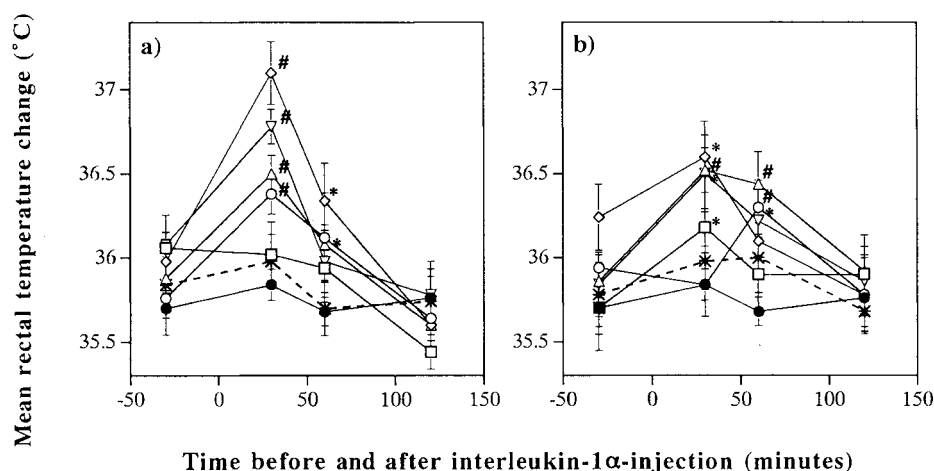 Mean rectal temperature change (°C)
a)
b)
37
36.5
36
35.5
-50 0 50 100 150
37
36.5
36
35.5
-50 0 50 100 150
# # # # * *
* # * * # # *
Time before and after interleukin-1α-injection (minutes)